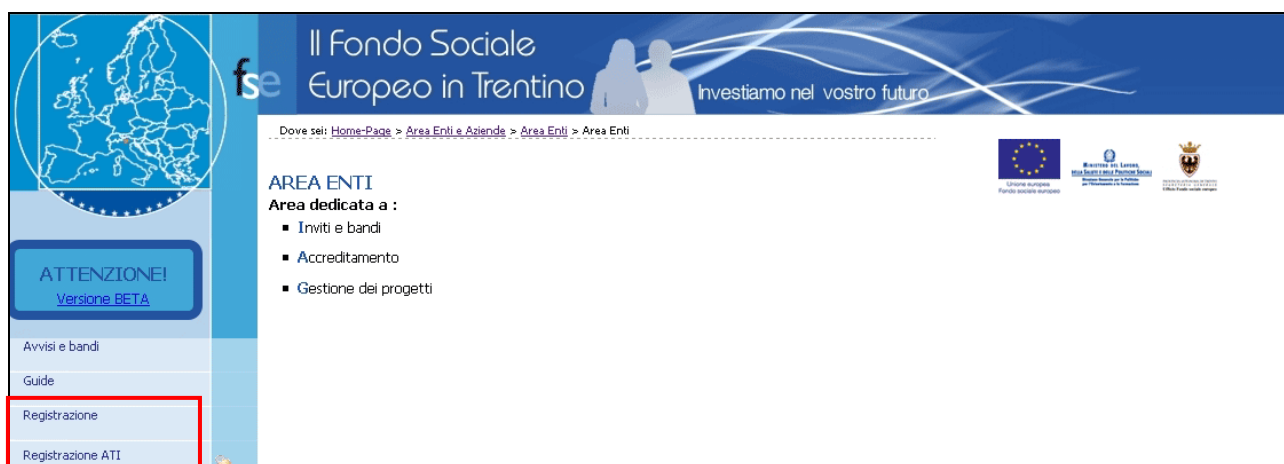 fse
Il Fondo Sociale
Europeo in Trentino
Investiamo nel vostro futuro
Dove sei: Home-Page > Area Enti e Aziende > Area Enti > Area Enti
Unione europea
Fondo sociale europeo
AREA ENTI
Area dedicata a :
Inviti e bandi
Accreditamento
Gestione dei progetti
ATTENZIONE!
Versione BETA
Avvisi e bandi
Guide
Registrazione
Registrazione ATI